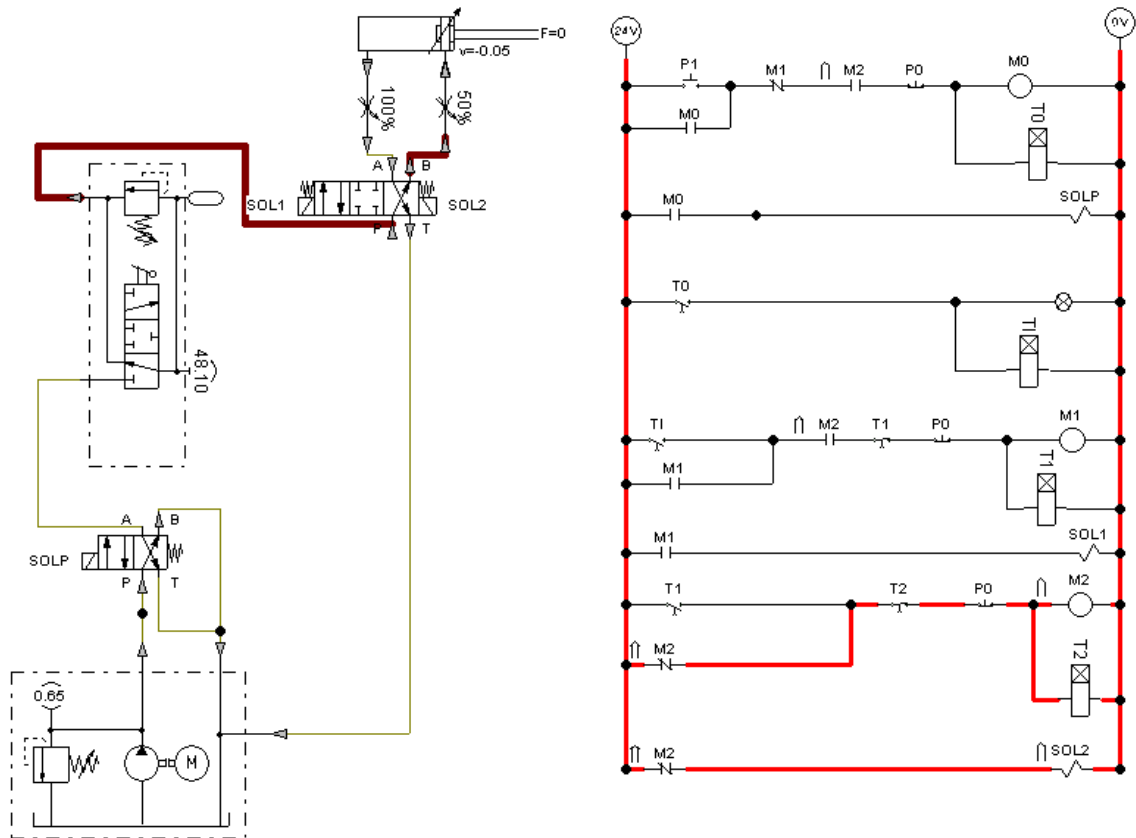 F=0
v=-0.05
100%
50%
A B
SOL1 SOL2
P T
48.10
A B
SOLP
P T
0.65
M
24V 0V
P1 M1 M2 P0 M0
M0 T0
M0 SOLP
T0
TI
TI M2 T1 P0 M1
M1 T1
M1 SOL1
T1 T2 P0 M2
M2 T2
M2 SOL2